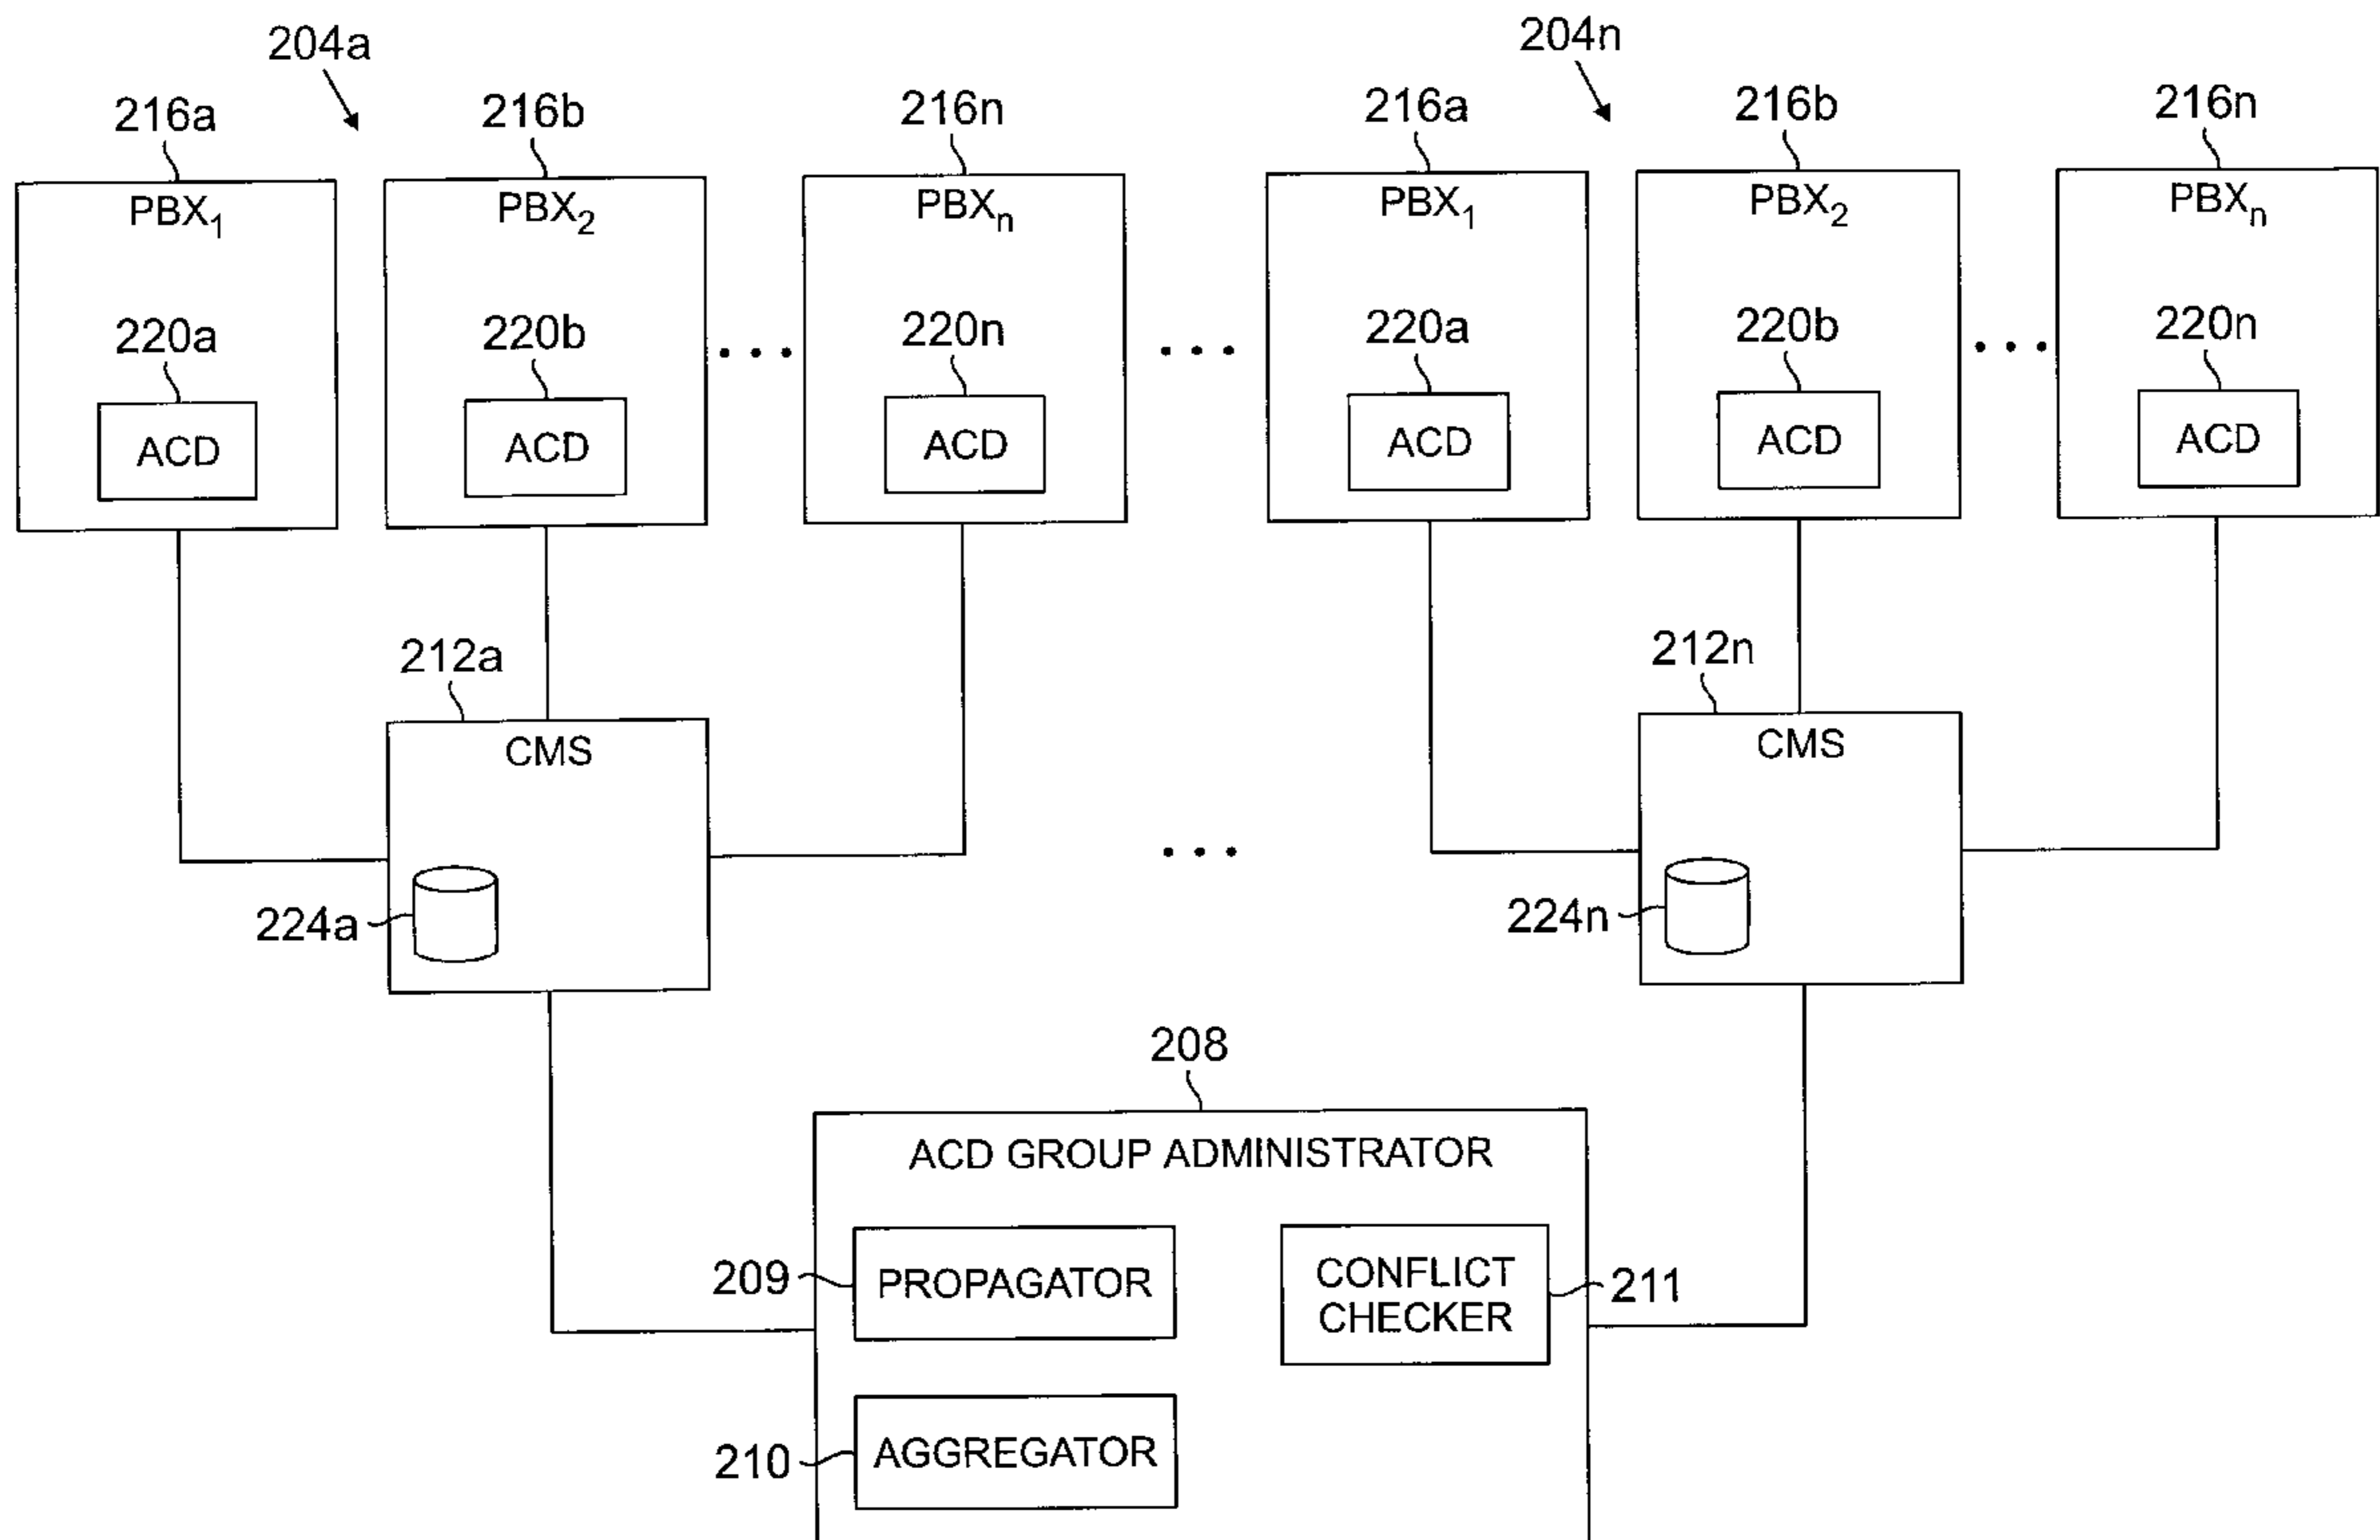 204a
204n
216a
216b
216n
216a
216b
216n
PBX1
PBX2
PBXn
PBX1
PBX2
PBXn
220a
220b
220n
220a
220b
220n
ACD
ACD
ACD
ACD
ACD
ACD
212a
212n
CMS
CMS
224a
224n
208
ACD GROUP ADMINISTRATOR
209
PROPAGATOR
CONFLICT
CHECKER
211
210
AGGREGATOR